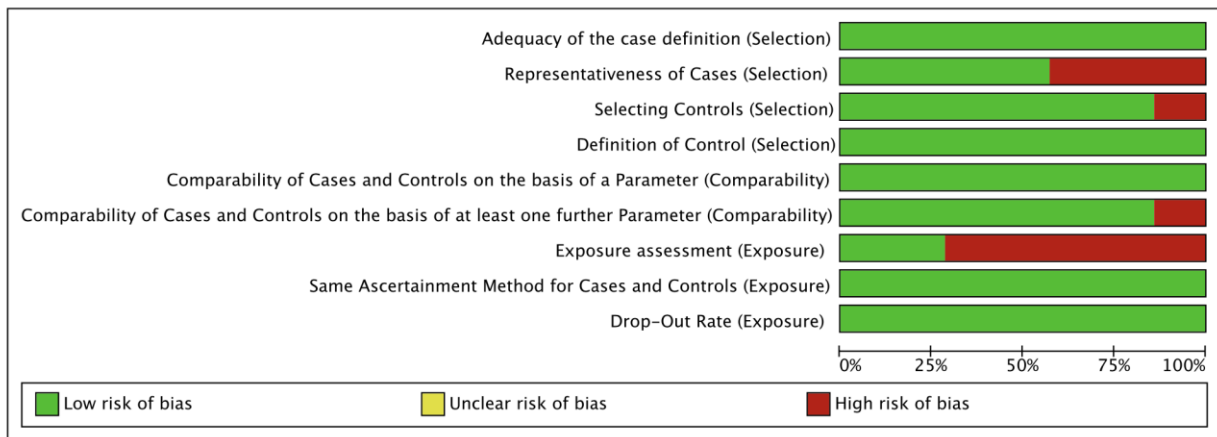 Adequacy of the case definition (Selection)
Representativeness of Cases (Selection)
Selecting Controls (Selection)
Definition of Control (Selection)
Comparability of Cases and Controls on the basis of a Parameter (Comparability)
Comparability of Cases and Controls on the basis of at least one further Parameter (Comparability)
Exposure assessment (Exposure)
Same Ascertainment Method for Cases and Controls (Exposure)
Drop-Out Rate (Exposure)
0% 25% 50% 75% 100%
Low risk of bias Unclear risk of bias High risk of bias